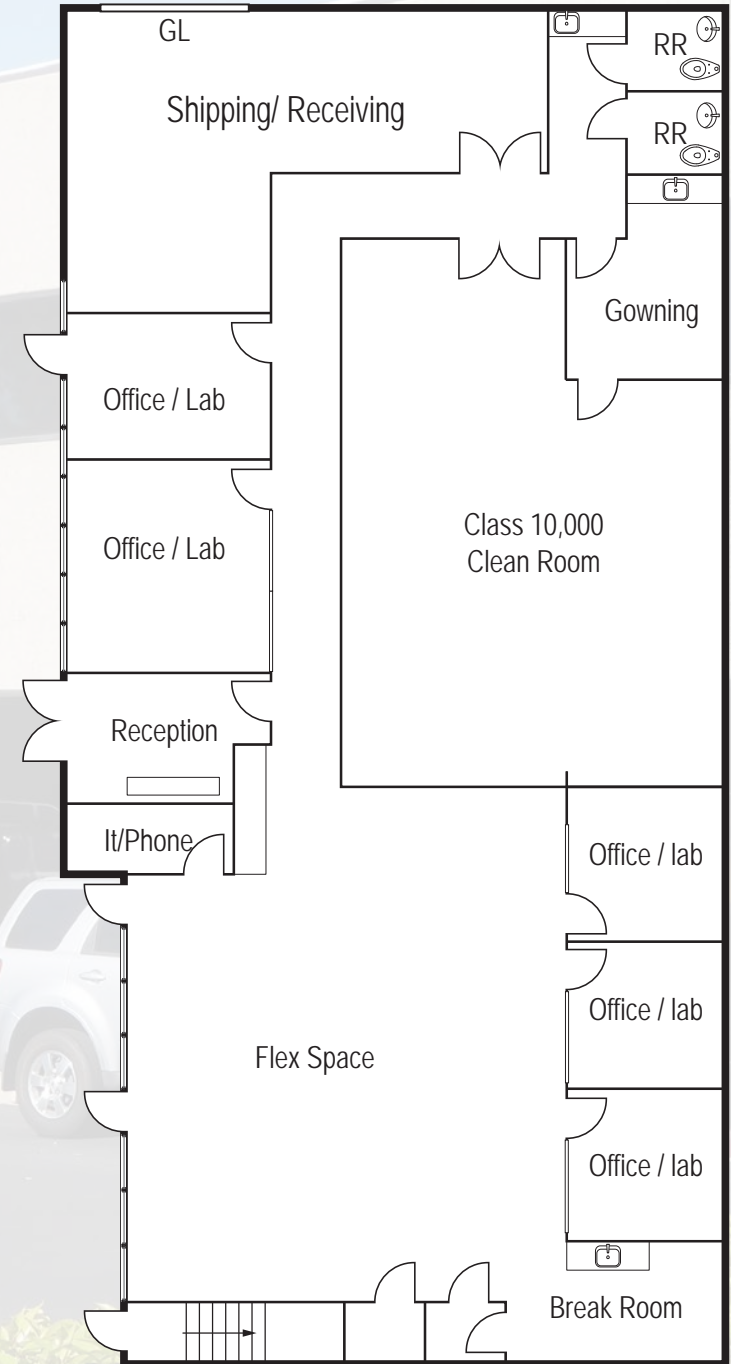 GL
RR
Shipping/ Receiving
RR
Gowning
Office / Lab
Class 10,000
Clean Room
Office / Lab
Reception
It/Phone
Office / lab
Office / lab
Flex Space
Office / lab
Break Room